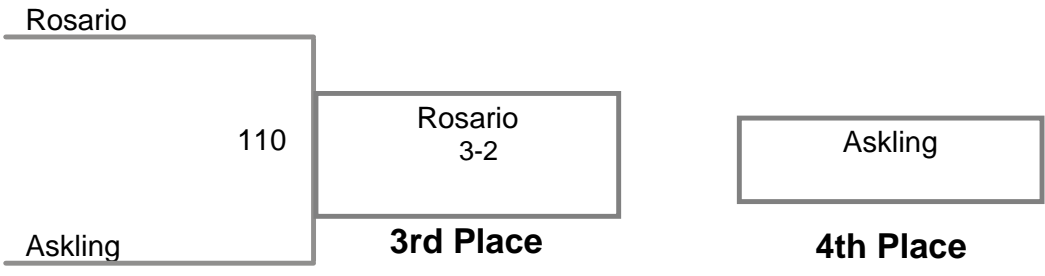 Rosario
110
Rosario
3-2
Askling
Askling
3rd Place
4th Place